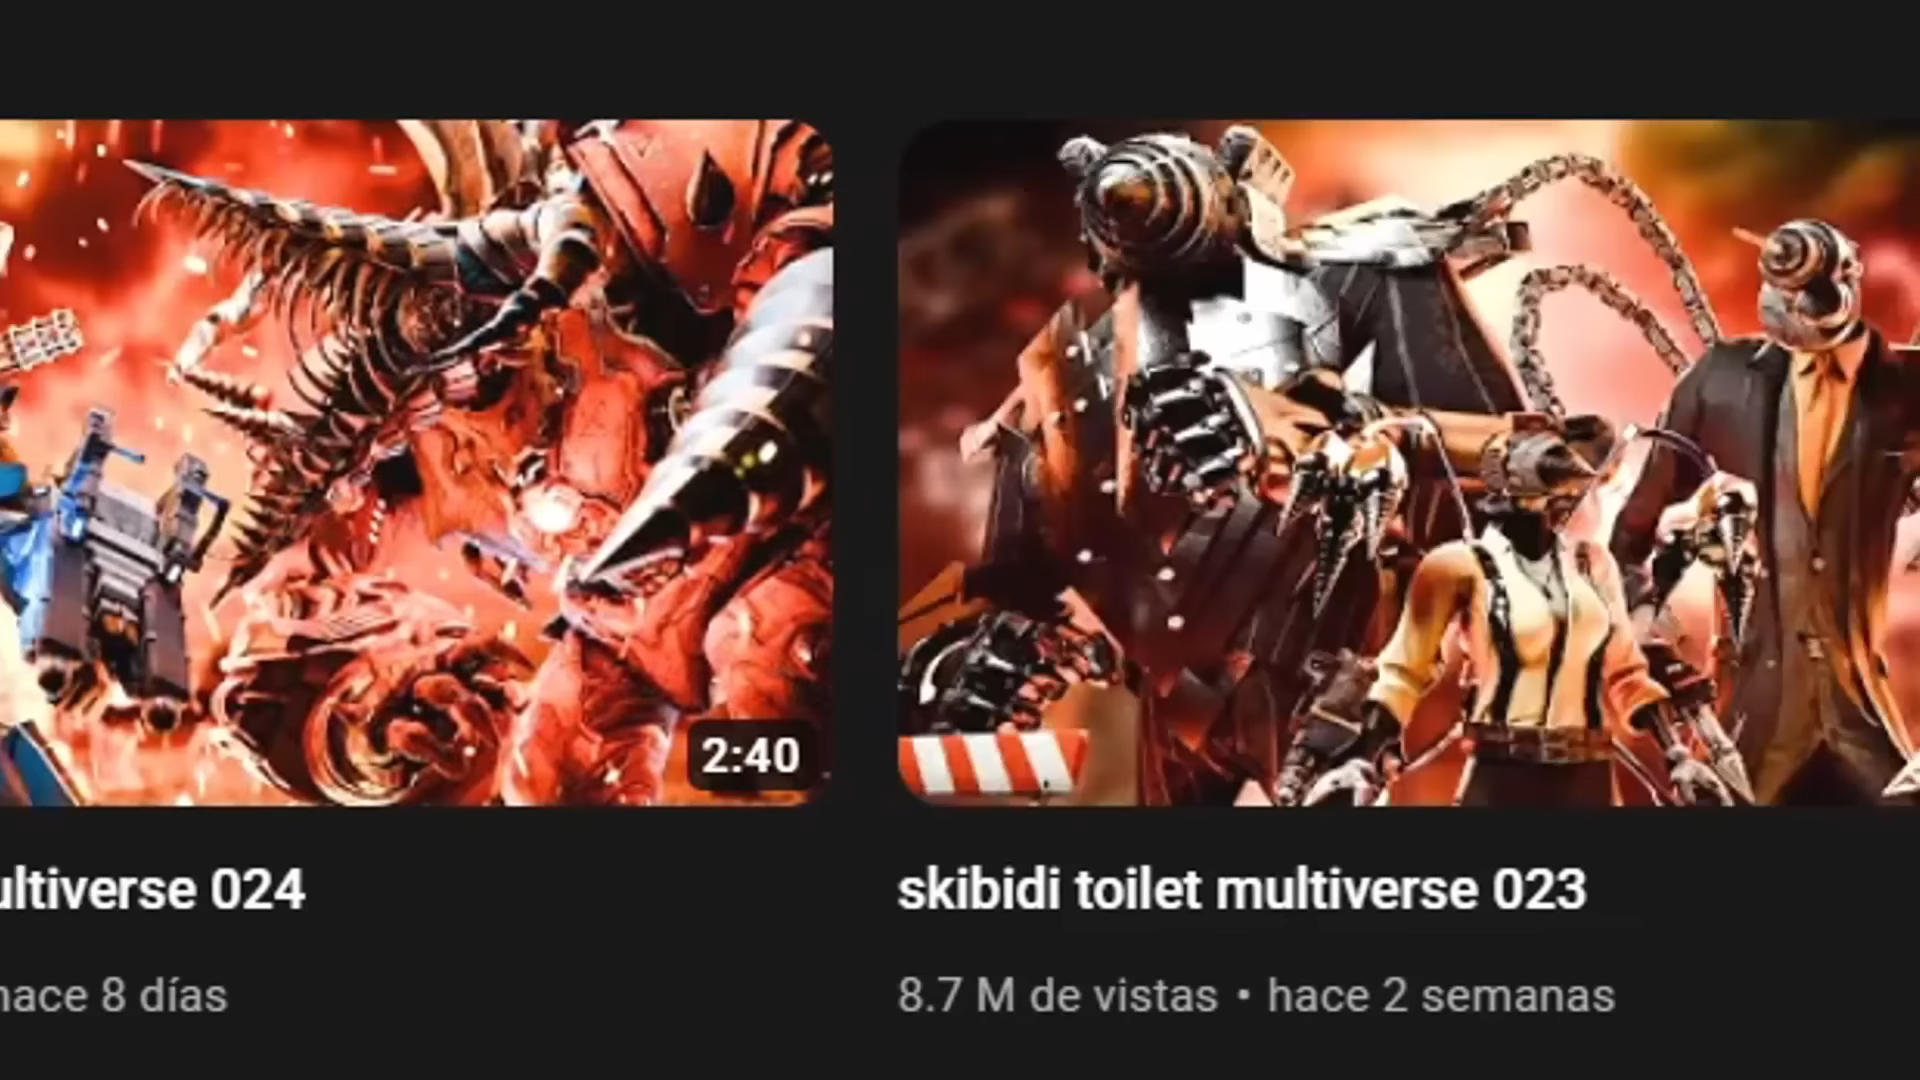 2:40
ultiverse 024
skibidi toilet multiverse 023
hace 8 días
8.7 M de vistas • hace 2 semanas